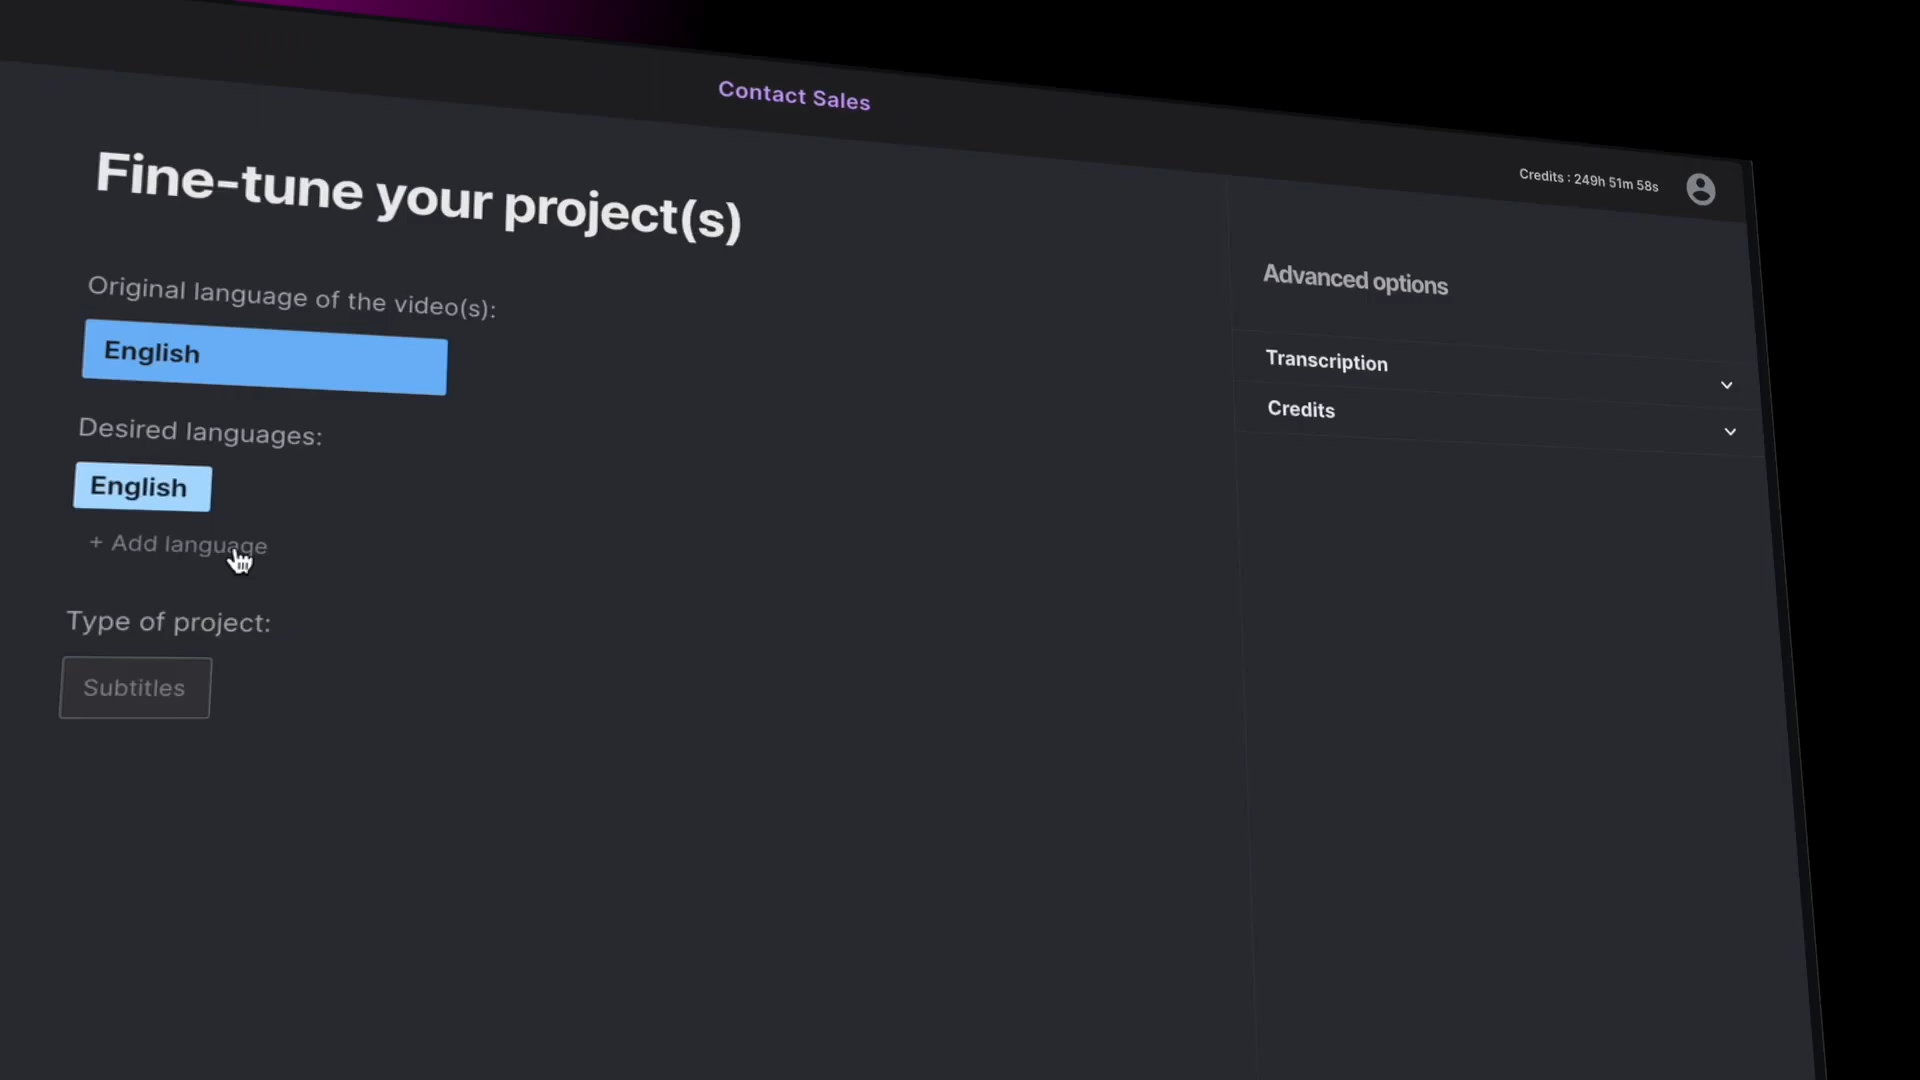 Contact Sales
Credits : 249h 51m 58s
Fine-tune your project(s)
Original language of the video(s):
English
Desired languages:
English
+ Add language
Type of project:
Subtitles
Advanced options
Transcription
Credits